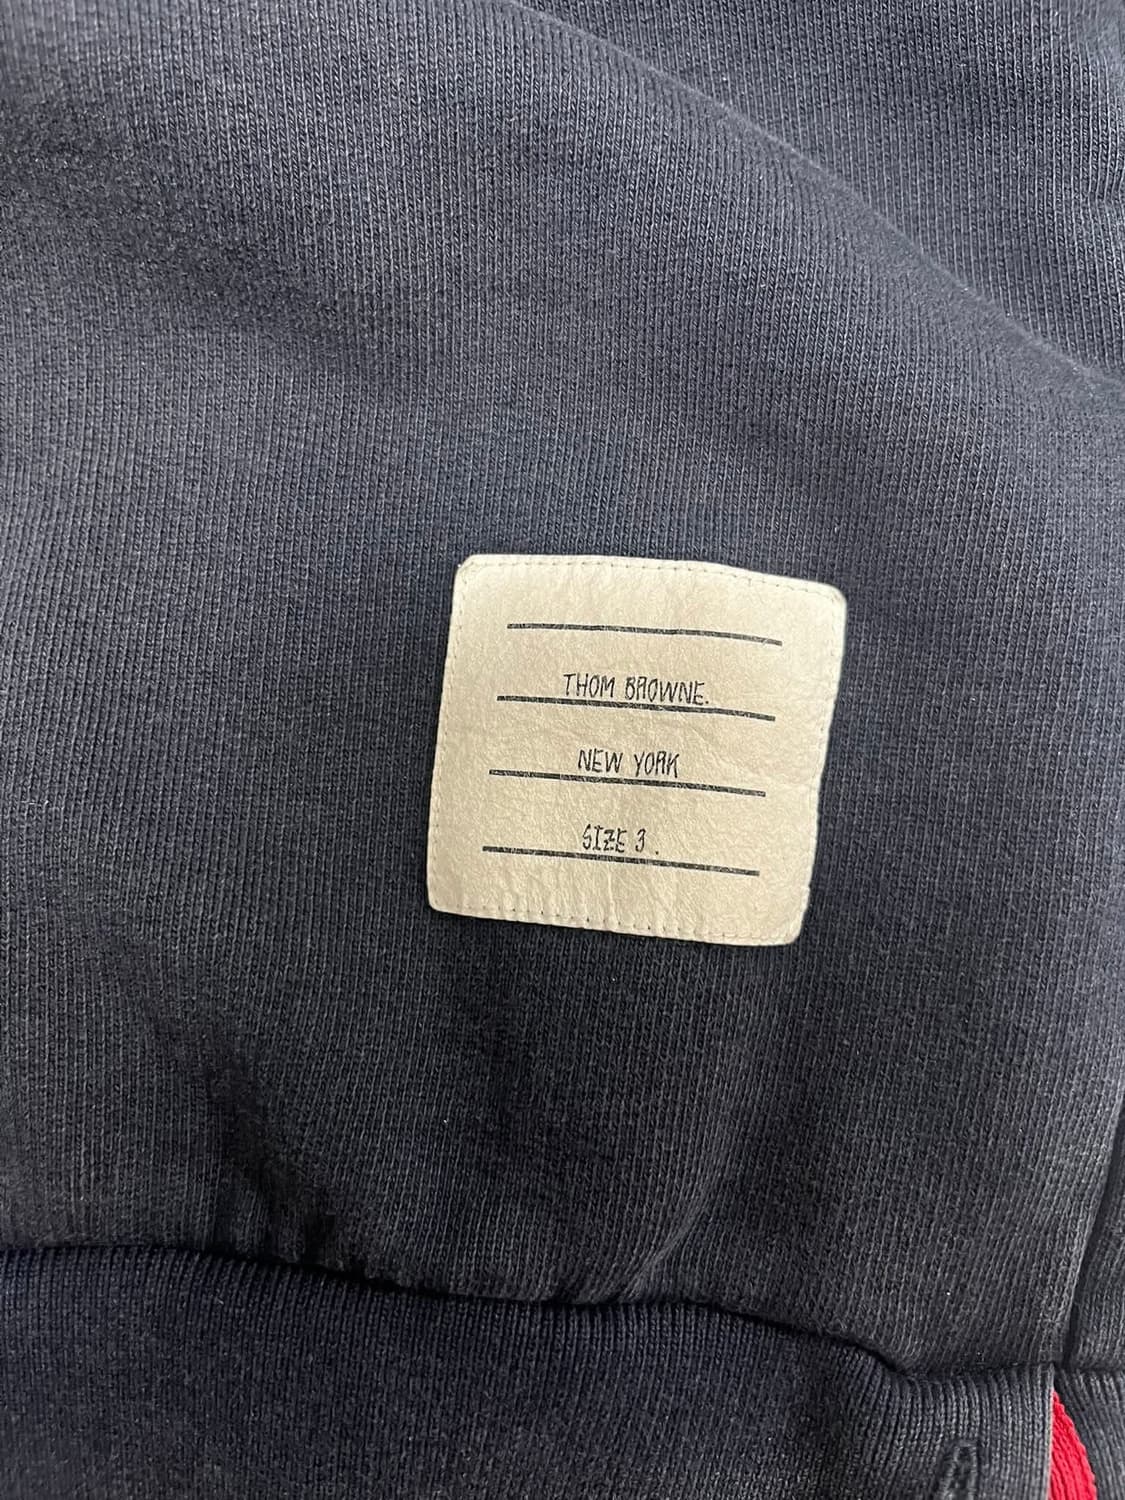 THOM BROWNE.
NEW YORK
SIZE 3.